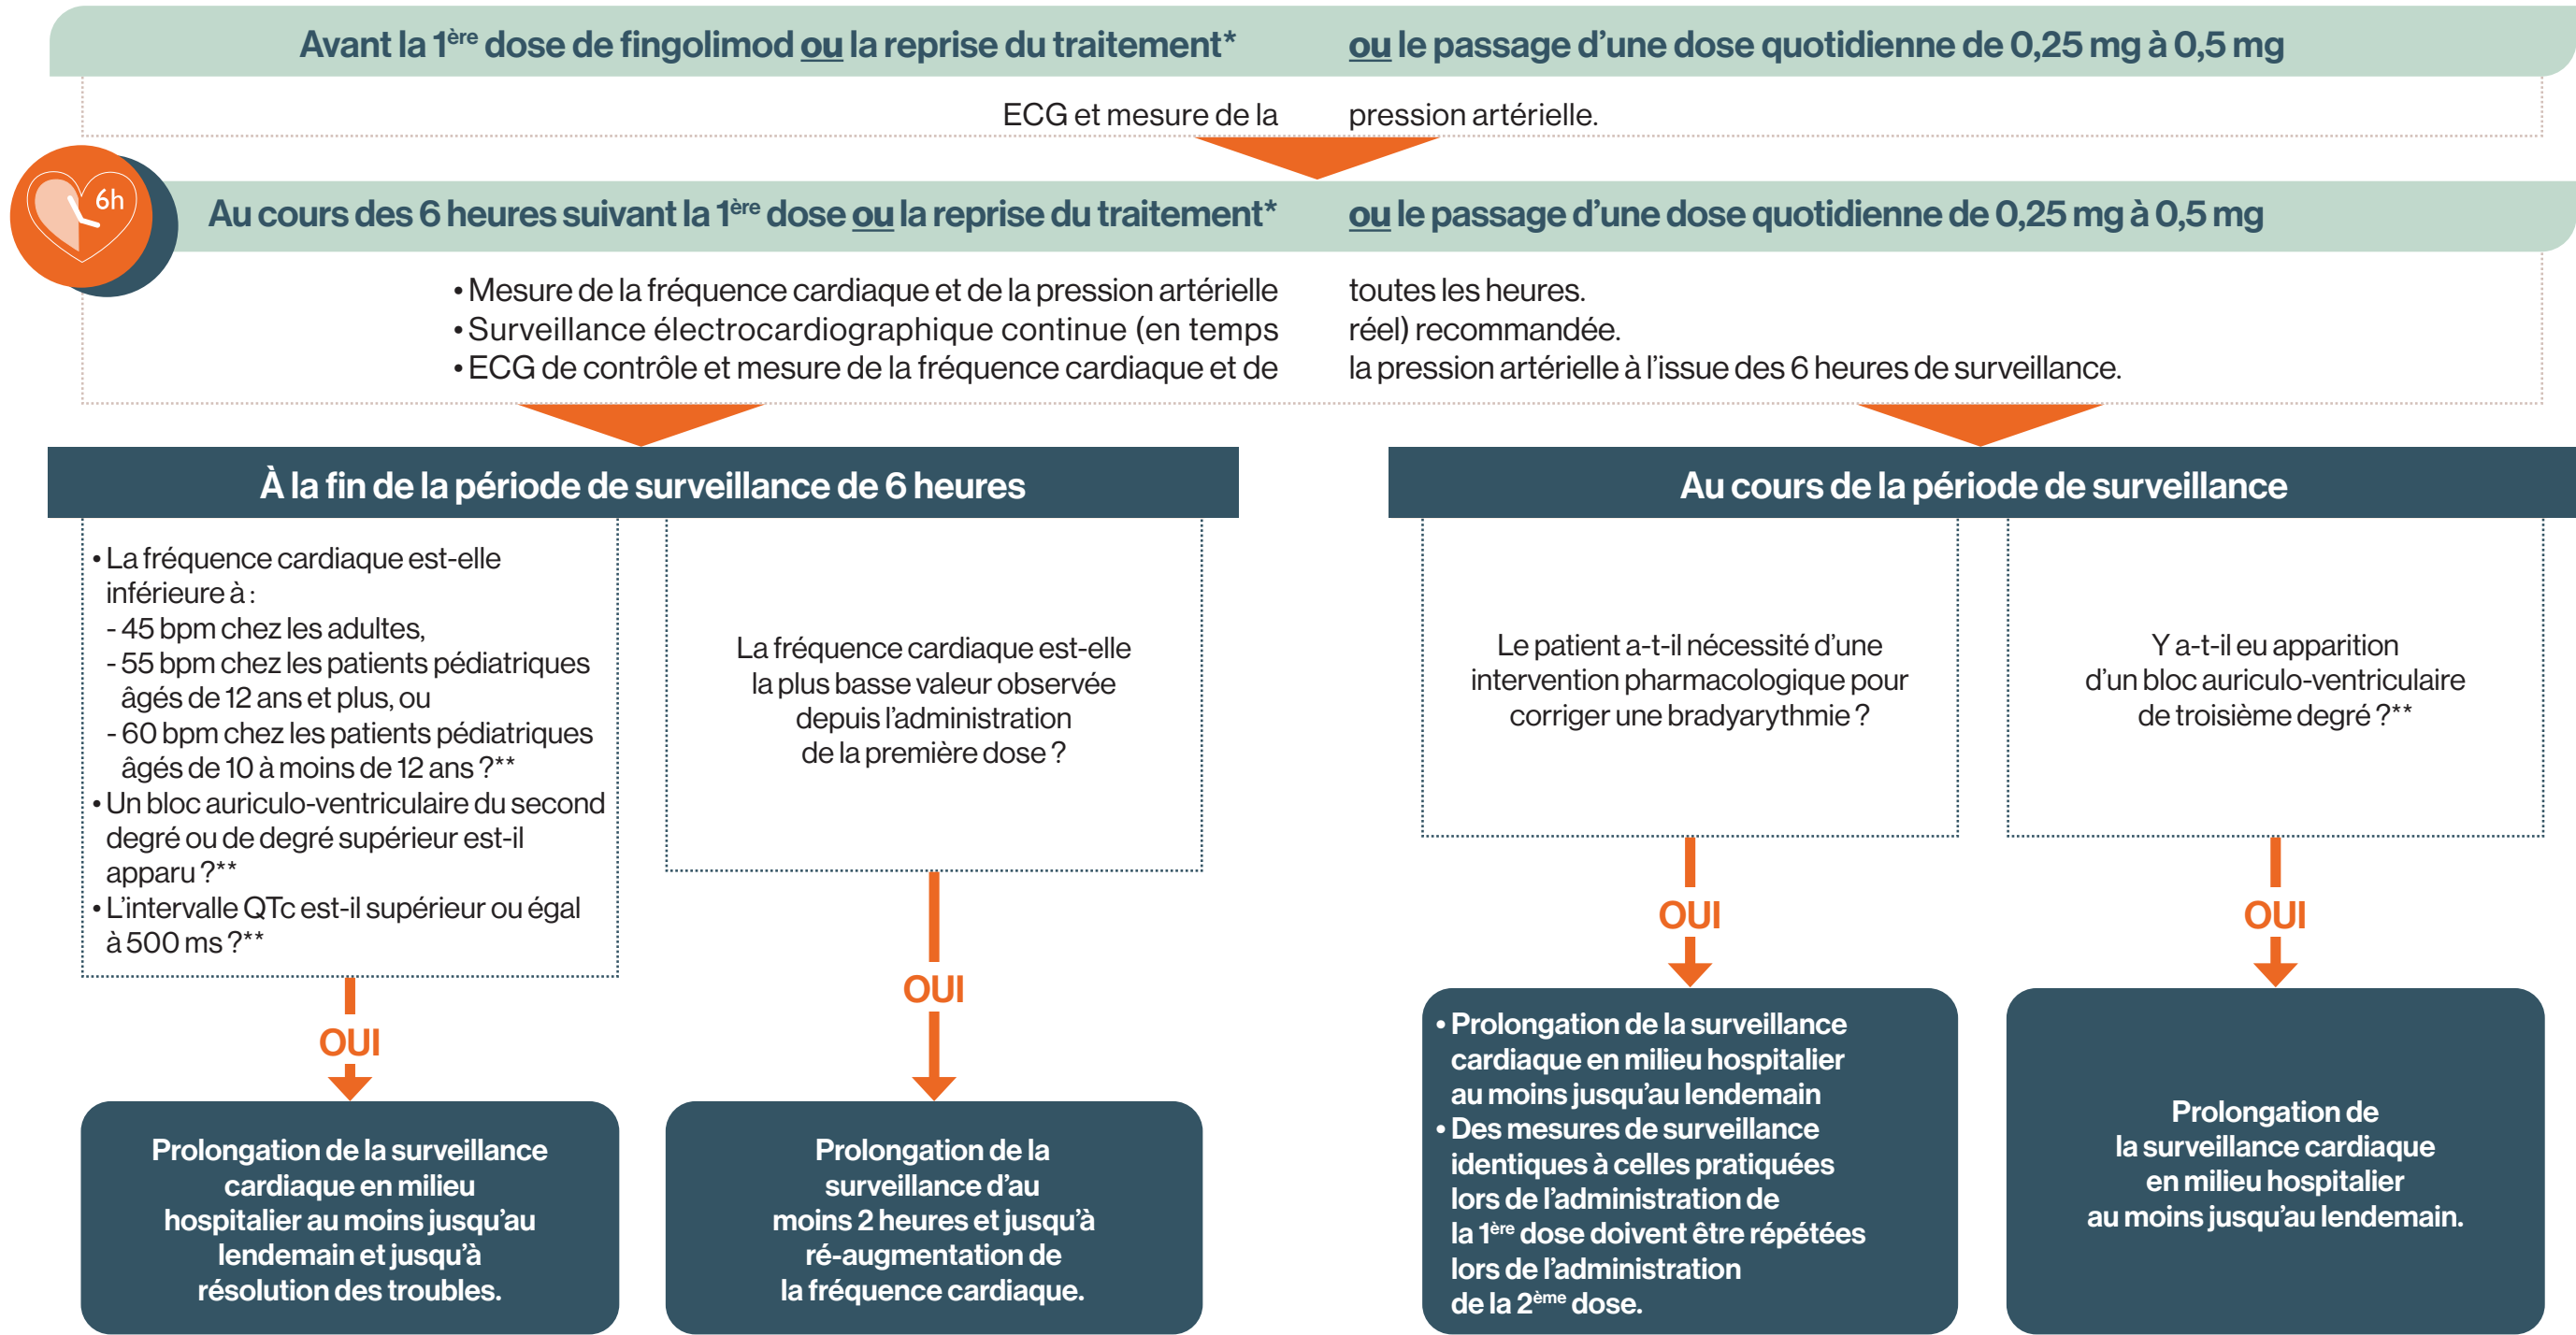 Avant la 1ère dose de fingolimod ou la reprise du traitement* ou le passage d'une dose quotidienne de 0,25 mg à 0,5 mg
ECG et mesure de la pression artérielle.
6h
Au cours des 6 heures suivant la 1ère dose ou la reprise du traitement* ou le passage d'une dose quotidienne de 0,25 mg à 0,5 mg
• Mesure de la fréquence cardiaque et de la pression artérielle toutes les heures.
• Surveillance électrocardiographique continue (en temps réel) recommandée.
• ECG de contrôle et mesure de la fréquence cardiaque et de la pression artérielle à l'issue des 6 heures de surveillance.
À la fin de la période de surveillance de 6 heures
• La fréquence cardiaque est-elle
inférieure à :
- 45 bpm chez les adultes,
- 55 bpm chez les patients pédiatriques
âgés de 12 ans et plus, ou
- 60 bpm chez les patients pédiatriques
âgés de 10 à moins de 12 ans ?**
• Un bloc auriculo-ventriculaire du second
degré ou de degré supérieur est-il
apparu ?**
• L'intervalle QTc est-il supérieur ou égal
à 500 ms ?**
OUI
Prolongation de la surveillance
cardiaque en milieu
hospitalier au moins jusqu'au
lendemain et jusqu'à
résolution des troubles.
La fréquence cardiaque est-elle
la plus basse valeur observée
depuis l'administration
de la première dose ?
OUI
Prolongation de la
surveillance d'au
moins 2 heures et jusqu'à
ré-augmentation de
la fréquence cardiaque.
Au cours de la période de surveillance
Le patient a-t-il nécessité d'une
intervention pharmacologique pour
corriger une bradyarythmie ?
OUI
• Prolongation de la surveillance
cardiaque en milieu hospitalier
au moins jusqu'au lendemain
• Des mesures de surveillance
identiques à celles pratiquées
lors de l'administration de
la 1ère dose doivent être répétées
lors de l'administration
de la 2ème dose.
Y a-t-il eu apparition
d'un bloc auriculo-ventriculaire
de troisième degré ?**
OUI
Prolongation de
la surveillance cardiaque
en milieu hospitalier
au moins jusqu'au lendemain.